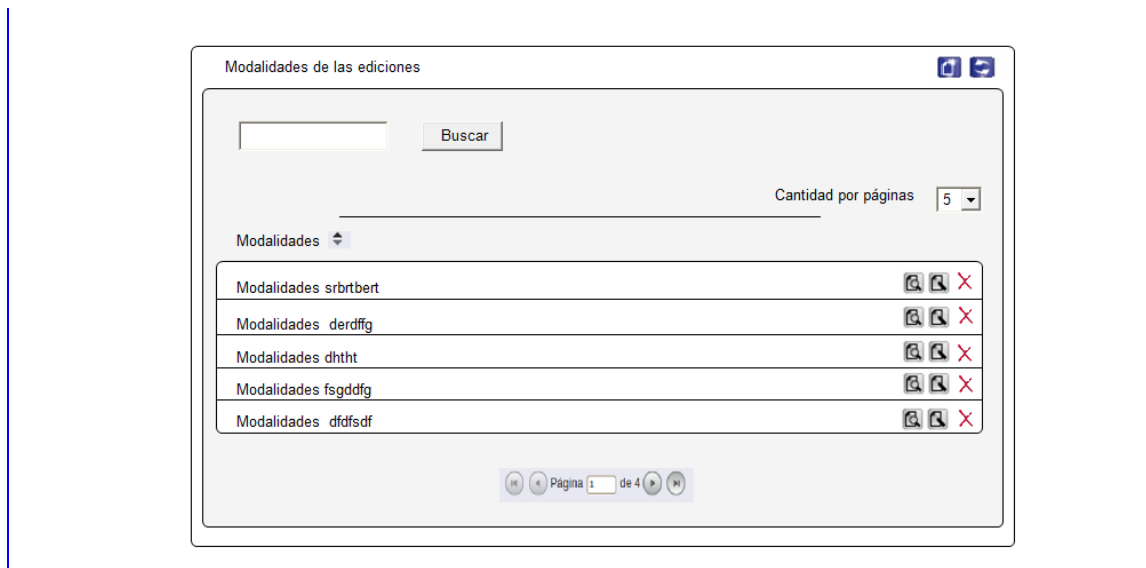 Modalidades de las ediciones
Buscar
Cantidad por páginas 5
Modalidades
Modalidades srbrtbert
Modalidades derdffg
Modalidades dhtht
Modalidades fsgddfg
Modalidades dfdfsdf
Página 1 de 4